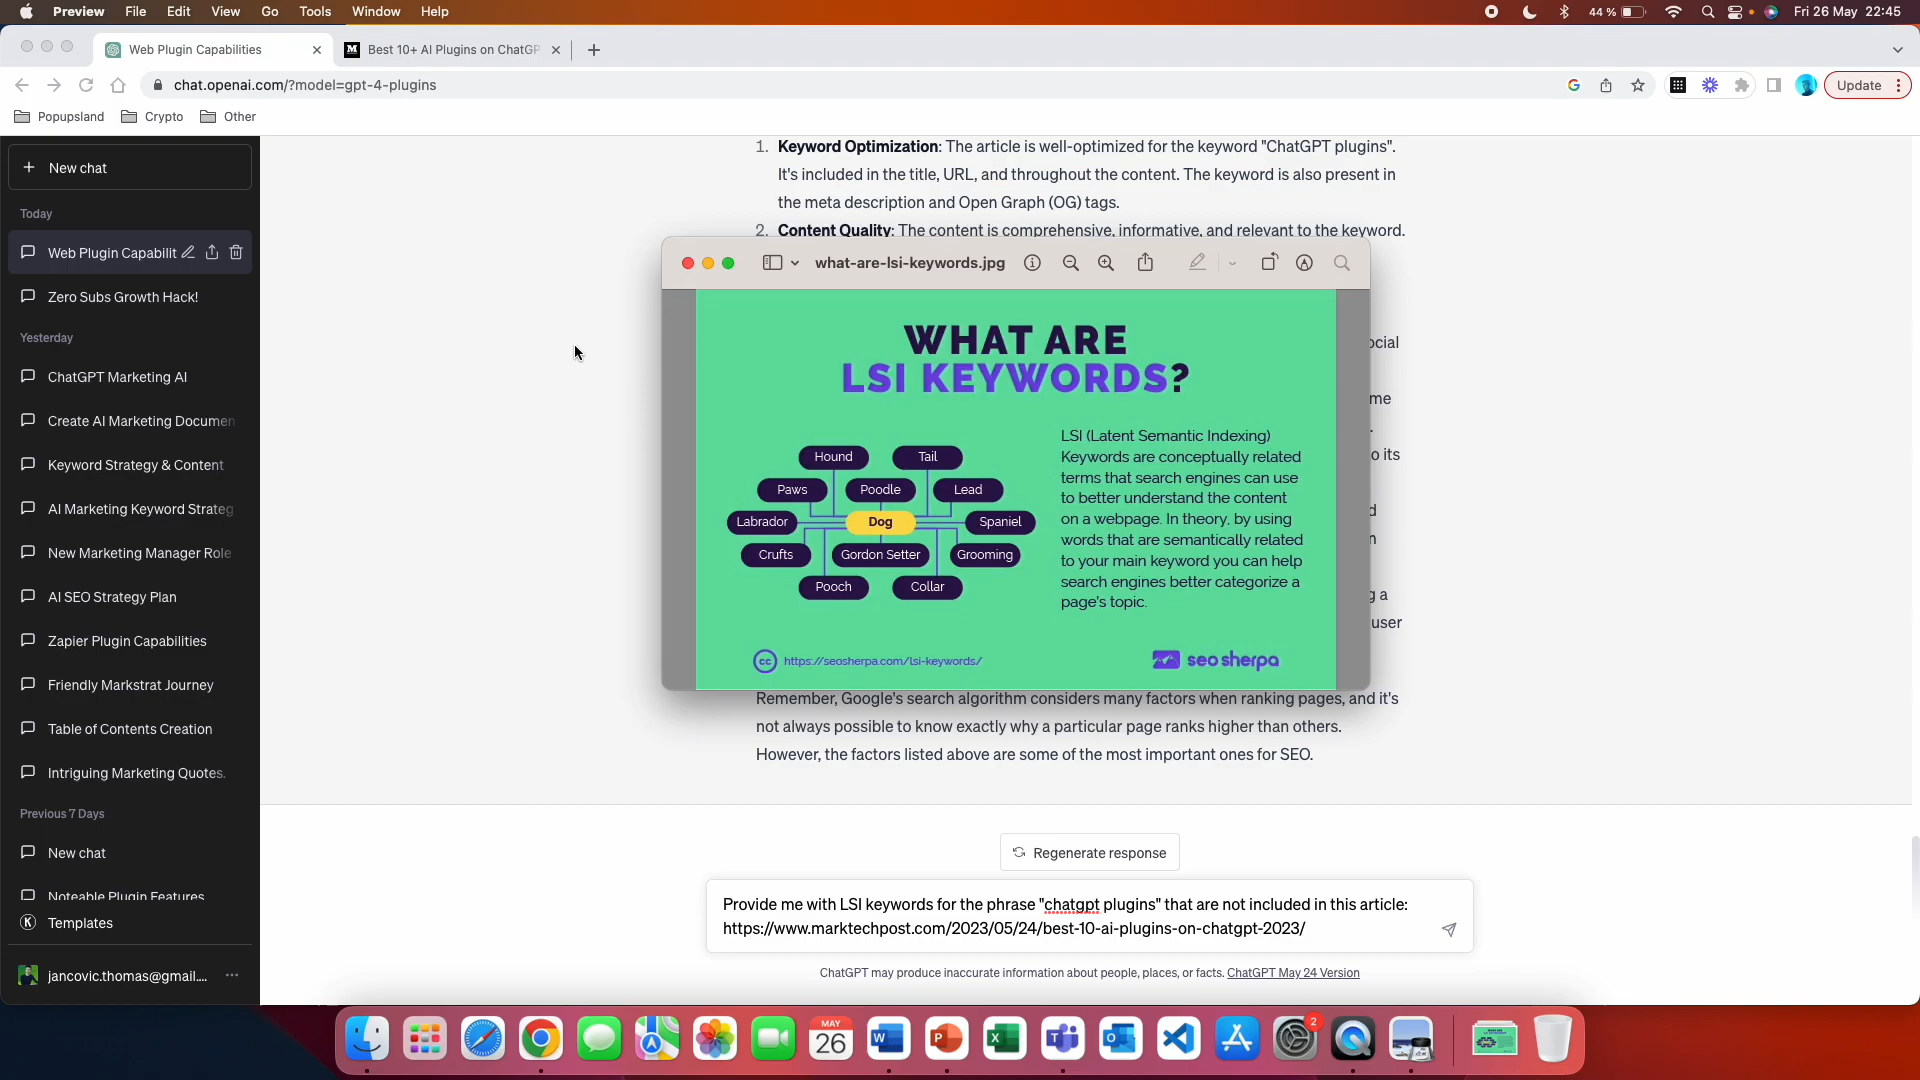 Preview File Edit View Go Tools Window Help 44 % Fri 26 May 22:45
Web Plugin Capabilities Best 10+ AI Plugins on ChatGP
chat.openai.com/?model=gpt-4-plugins Update
Popupsland Crypto Other
New chat
Today
Web Plugin Capabilit
Zero Subs Growth Hack!
Yesterday
ChatGPT Marketing AI
Create AI Marketing Documen
Keyword Strategy & Content
AI Marketing Keyword Strateg
New Marketing Manager Role
AI SEO Strategy Plan
Zapier Plugin Capabilities
Friendly Markstrat Journey
Table of Contents Creation
Intriguing Marketing Quotes.
Previous 7 Days
New chat
Noteable Plugin Features
K Templates
jancovic.thomas@gmail....
1. Keyword Optimization: The article is well-optimized for the keyword "ChatGPT plugins".
It's included in the title, URL, and throughout the content. The keyword is also present in
the meta description and Open Graph (OG) tags.
2. Content Quality: The content is comprehensive, informative, and relevant to the keyword.
ocial
me
.
o its
d
n
g a
user
what-are-lsi-keywords.jpg
WHAT ARE
LSI KEYWORDS?
Hound Tail
Paws Poodle Lead
Labrador Dog Spaniel
Crufts Gordon Setter Grooming
Pooch Collar
LSI (Latent Semantic Indexing)
Keywords are conceptually related
terms that search engines can use
to better understand the content
on a webpage. In theory, by using
words that are semantically related
to your main keyword you can help
search engines better categorize a
page's topic.
cc https://seosherpa.com/lsi-keywords/ seo sherpa
Remember, Google's search algorithm considers many factors when ranking pages, and it's
not always possible to know exactly why a particular page ranks higher than others.
However, the factors listed above are some of the most important ones for SEO.
Regenerate response
Provide me with LSI keywords for the phrase "chatgpt plugins" that are not included in this article:
https://www.marktechpost.com/2023/05/24/best-10-ai-plugins-on-chatgpt-2023/
ChatGPT may produce inaccurate information about people, places, or facts. ChatGPT May 24 Version
MAY
26
W P X T O 2